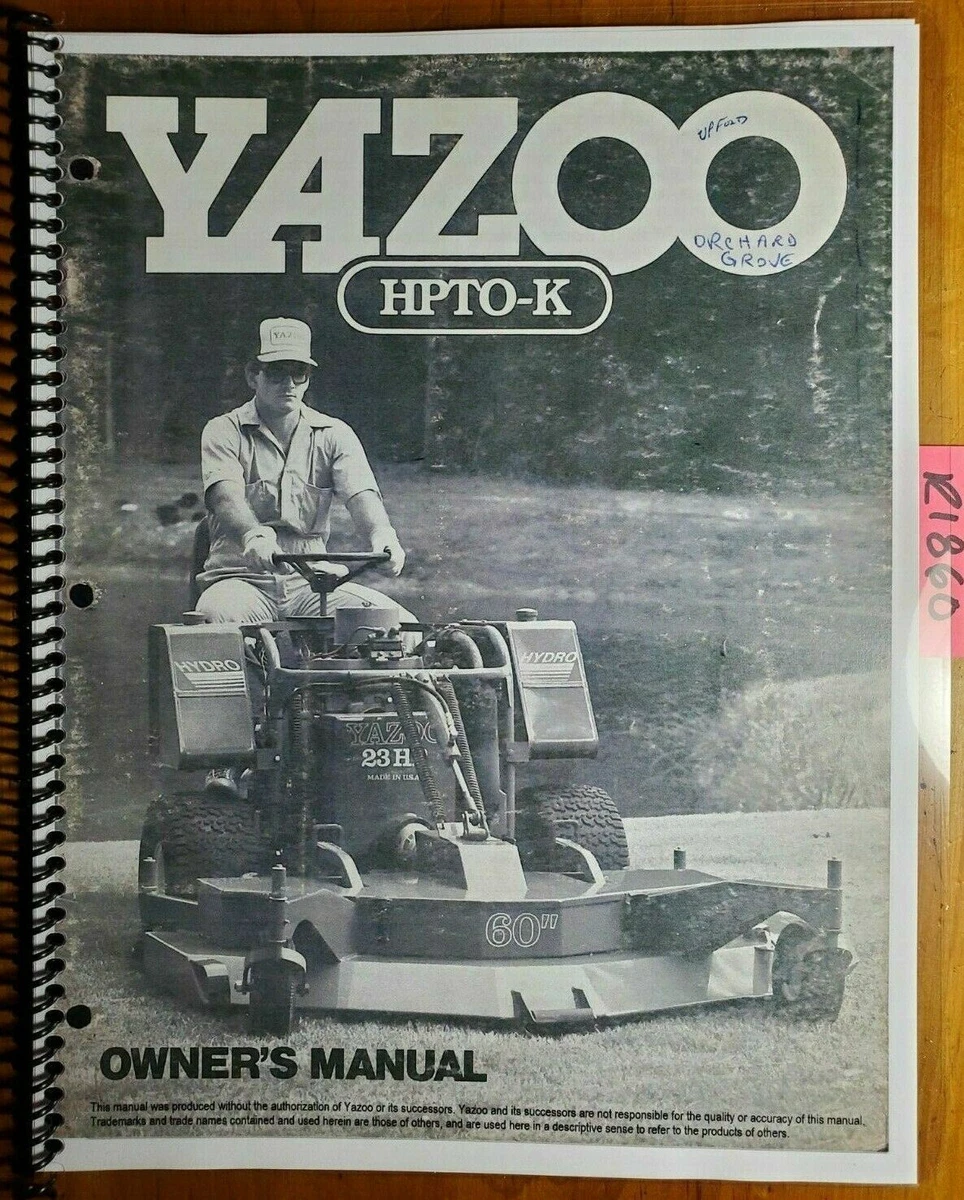 YAZOO
ORCHARD
GROVE
HPTO-K
HYDRO
HYDRO
YAZOO
23 H
MADE IN U.S.A.
60"
K1860
OWNER'S MANUAL
This manual was produced without the authorization of Yazoo or its successors. Yazoo and its successors are not responsible for the quality or accuracy of this manual.
Trademarks and trade names contained and used herein are those of others, and are used here in a descriptive sense to refer to the products of others.